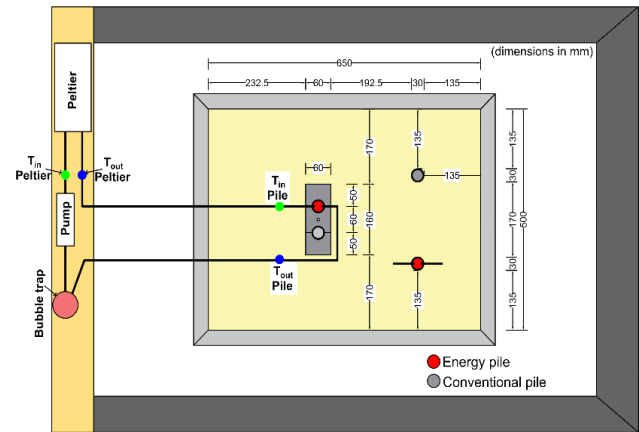 (dimensions in mm)
650
232.5
60
192.5
30
135
Peltier
T_in
Peltier
T_out
Peltier
Pump
Bubble trap
T_in
Pile
T_out
Pile
60
50
60
50
170
160
170
135
135
135
135
30
170
30
135
500
Energy pile
Conventional pile